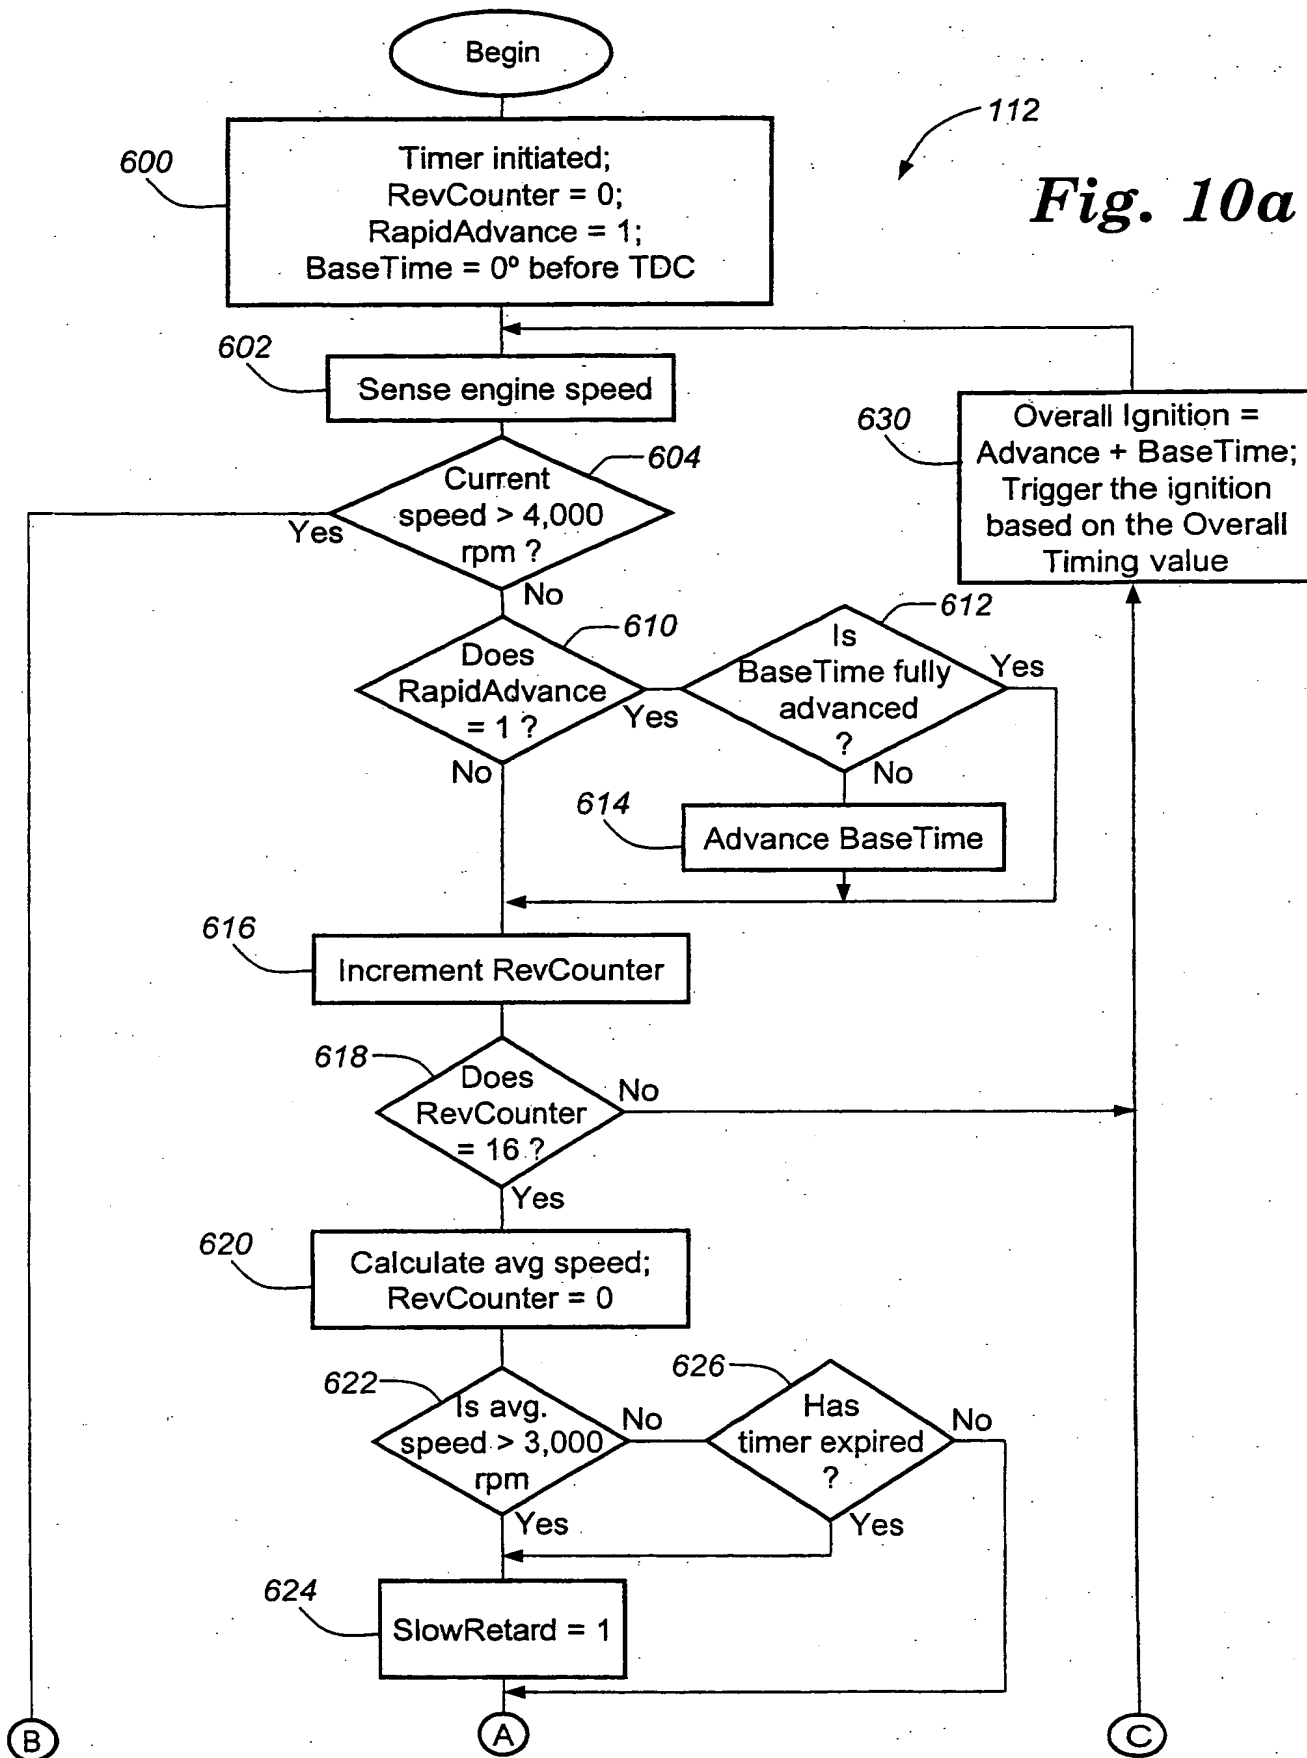 Begin
112
Fig. 10a
600
Timer initiated;
RevCounter = 0;
RapidAdvance = 1;
BaseTime = 0º before TDC
602
Sense engine speed
630
Overall Ignition =
Advance + BaseTime;
Trigger the ignition
based on the Overall
Timing value
604
Current
speed > 4,000
rpm ?
Yes
No
610
Does
RapidAdvance
= 1 ?
Yes
No
612
Is
BaseTime fully
advanced
?
Yes
No
614
Advance BaseTime
616
Increment RevCounter
618
Does
RevCounter
= 16 ?
No
Yes
620
Calculate avg speed;
RevCounter = 0
622
Is avg.
speed > 3,000
rpm
No
Yes
626
Has
timer expired
?
No
Yes
624
SlowRetard = 1
B
A
C